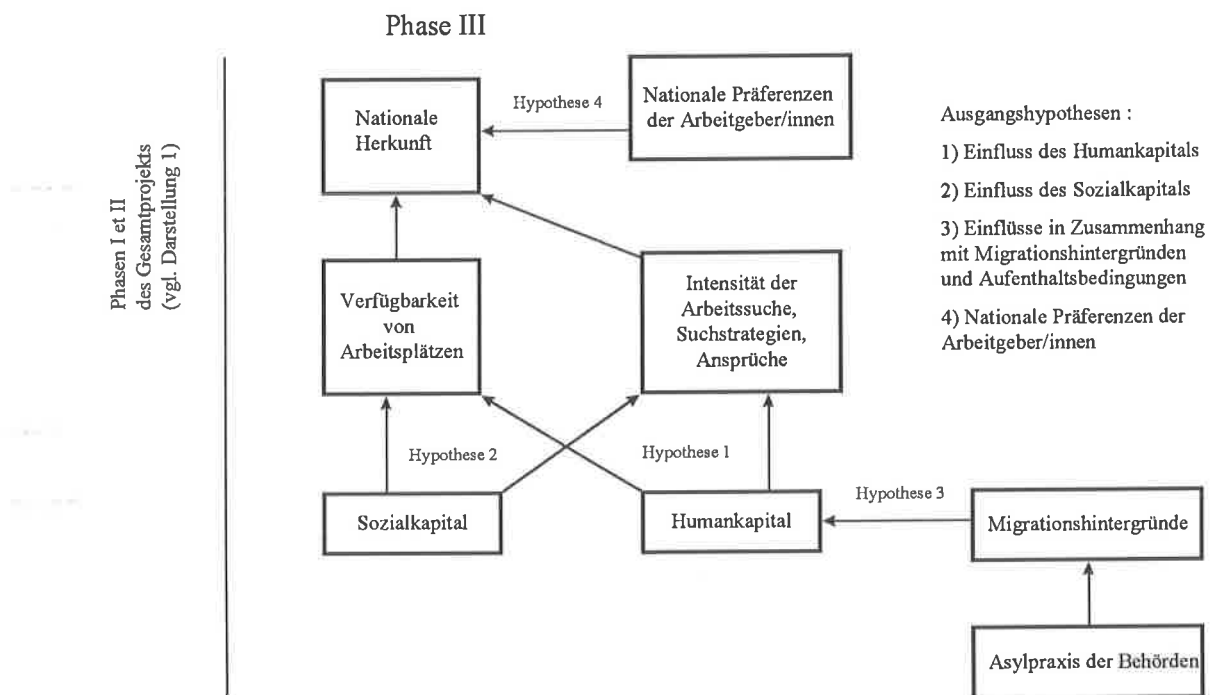 Phase III
Phasen I et II
des Gesamtprojekts
(vgl. Darstellung 1)
Nationale
Herkunft
Hypothese 4
Nationale Präferenzen
der Arbeitgeber/innen
Verfügbarkeit
von
Arbeitsplätzen
Intensität der
Arbeitssuche,
Suchstrategien,
Ansprüche
Hypothese 2
Hypothese 1
Sozialkapital
Humankapital
Hypothese 3
Migrationshintergründe
Asylpraxis der Behörden
Ausgangshypothesen :
1) Einfluss des Humankapitals
2) Einfluss des Sozialkapitals
3) Einflüsse in Zusammenhang
mit Migrationshintergründen
und Aufenthaltsbedingungen
4) Nationale Präferenzen der
Arbeitgeber/innen